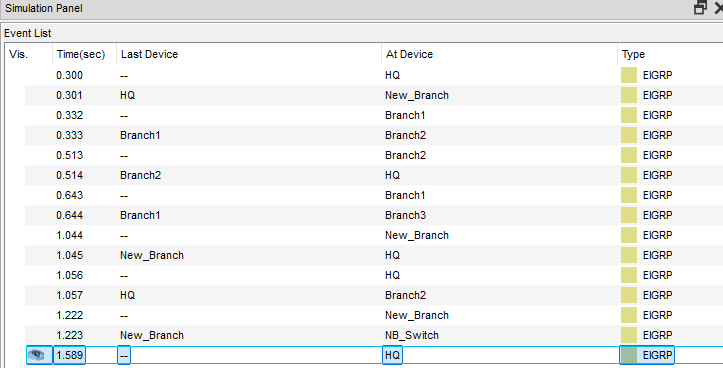 Simulation Panel
Event List
Vis. Time(sec) Last Device At Device Type
0.300 -- HQ EIGRP
0.301 HQ New_Branch EIGRP
0.332 -- Branch1 EIGRP
0.333 Branch1 Branch2 EIGRP
0.513 -- Branch2 EIGRP
0.514 Branch2 HQ EIGRP
0.643 -- Branch1 EIGRP
0.644 Branch1 Branch3 EIGRP
1.044 -- New_Branch EIGRP
1.045 New_Branch HQ EIGRP
1.056 -- HQ EIGRP
1.057 HQ Branch2 EIGRP
1.222 -- New_Branch EIGRP
1.223 New_Branch NB_Switch EIGRP
1.589 -- HQ EIGRP